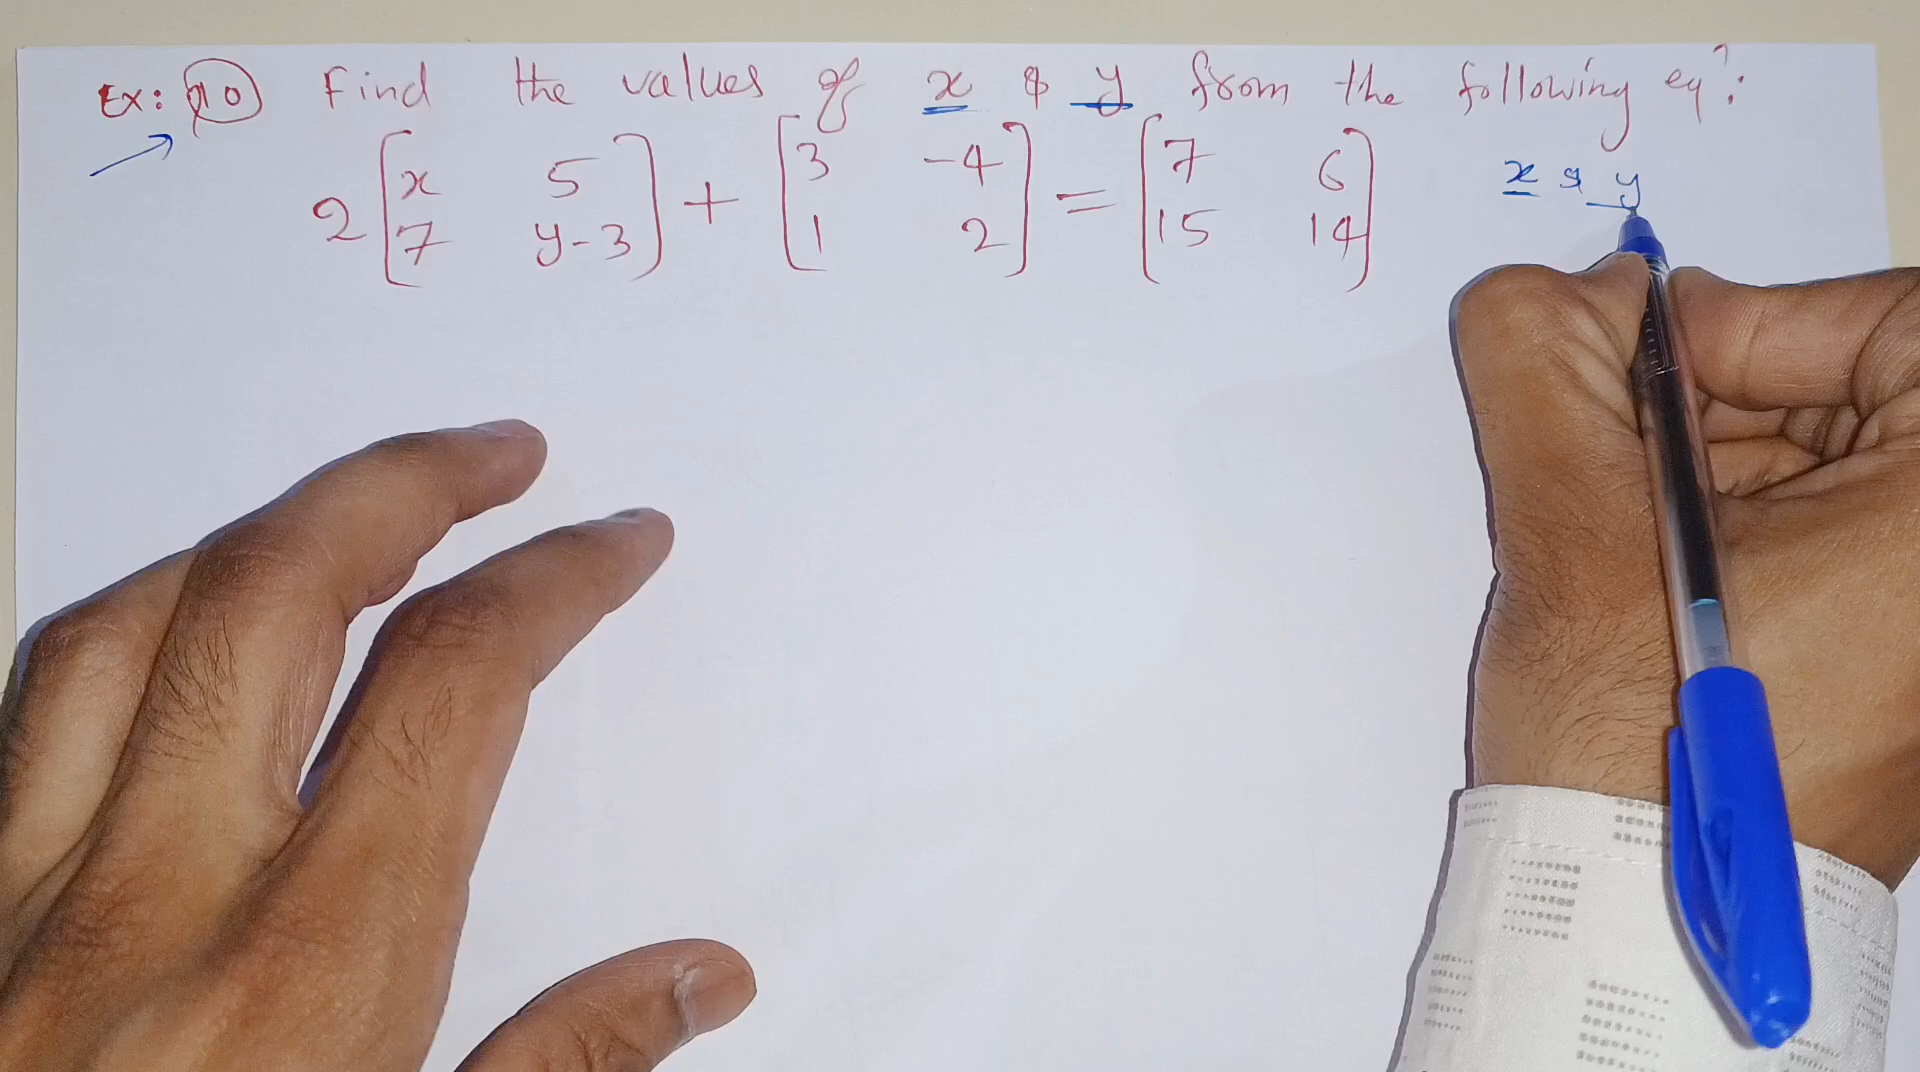 Ex: 10 Find the values of x & y from the following eqⁿ:
2 [x 5 7 y-3] + [3 -4 1 2] = [7 6 15 14]
x & y